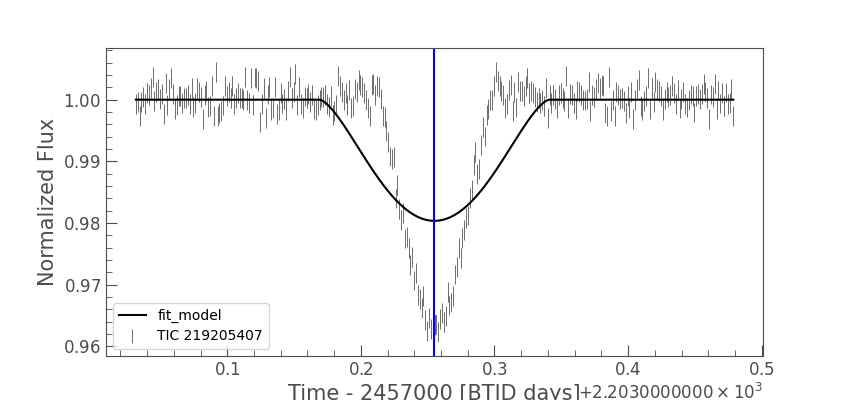 Normalized Flux
1.00
0.99
0.98
0.97
0.96
fit_model
TIC 219205407
0.1 0.2 0.3 0.4 0.5
Time - 2457000 [BTJD days]
+2.2030000000 × 10³